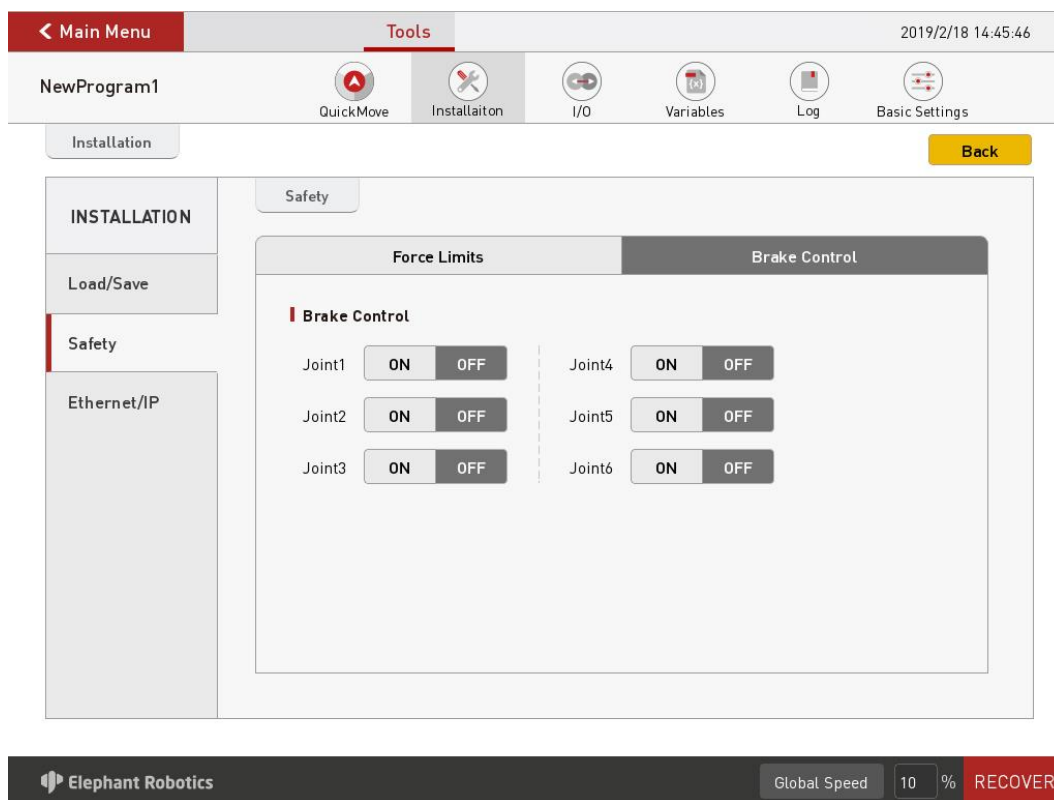 Main Menu Tools 2019/2/18 14:45:46
NewProgram1
QuickMove Installaiton I/O Variables Log Basic Settings
Installation
Back
INSTALLATION
Load/Save
Safety
Ethernet/IP
Safety
Force Limits Brake Control
Brake Control
Joint1 ON OFF Joint4 ON OFF
Joint2 ON OFF Joint5 ON OFF
Joint3 ON OFF Joint6 ON OFF
Elephant Robotics Global Speed 10 % RECOVER